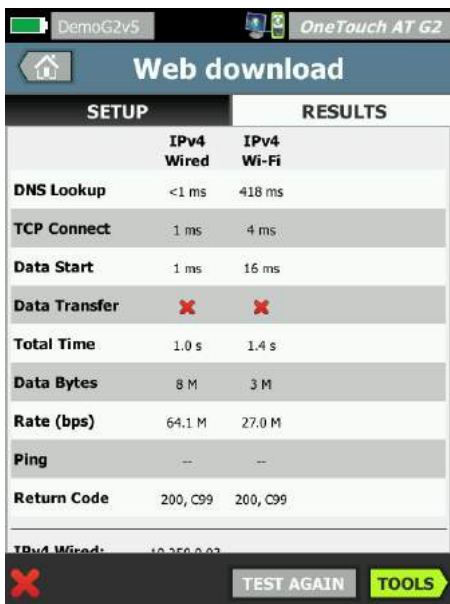 DemoG2v5 OneTouch AT G2
Web download
SETUP RESULTS
IPv4 IPv4
Wired Wi-Fi
DNS Lookup <1 ms 418 ms
TCP Connect 1 ms 4 ms
Data Start 1 ms 16 ms
Data Transfer
Total Time 1.0 s 1.4 s
Data Bytes 8 M 3 M
Rate (bps) 64.1 M 27.0 M
Ping -- --
Return Code 200, C99 200, C99
IPv4 Wired:
TEST AGAIN TOOLS